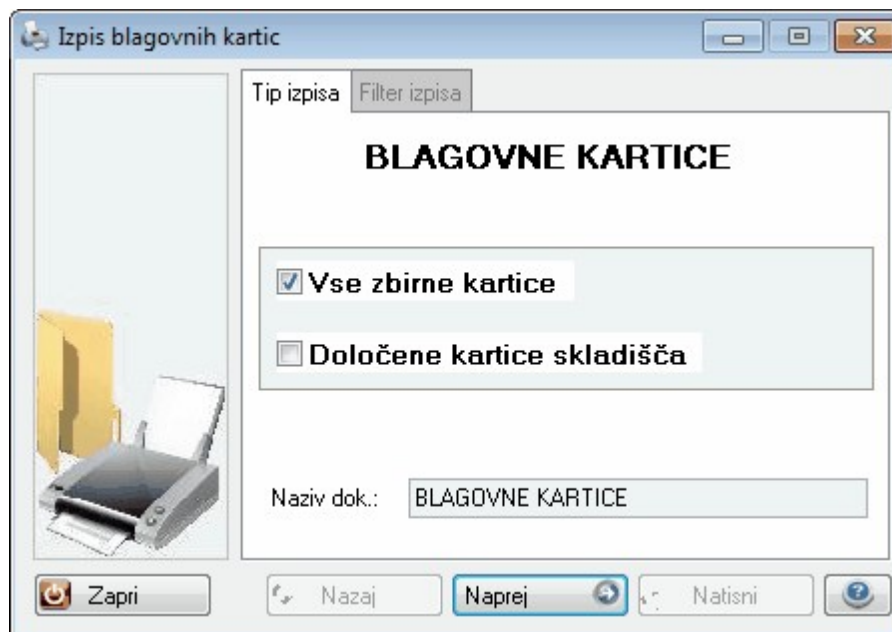 Izpis blagovnih kartic
Tip izpisa Filter izpisa
BLAGOVNE KARTICE
Vse zbirne kartice
Določene kartice skladišča
Naziv dok.: BLAGOVNE KARTICE
Zapri Nazaj Naprej Natisni